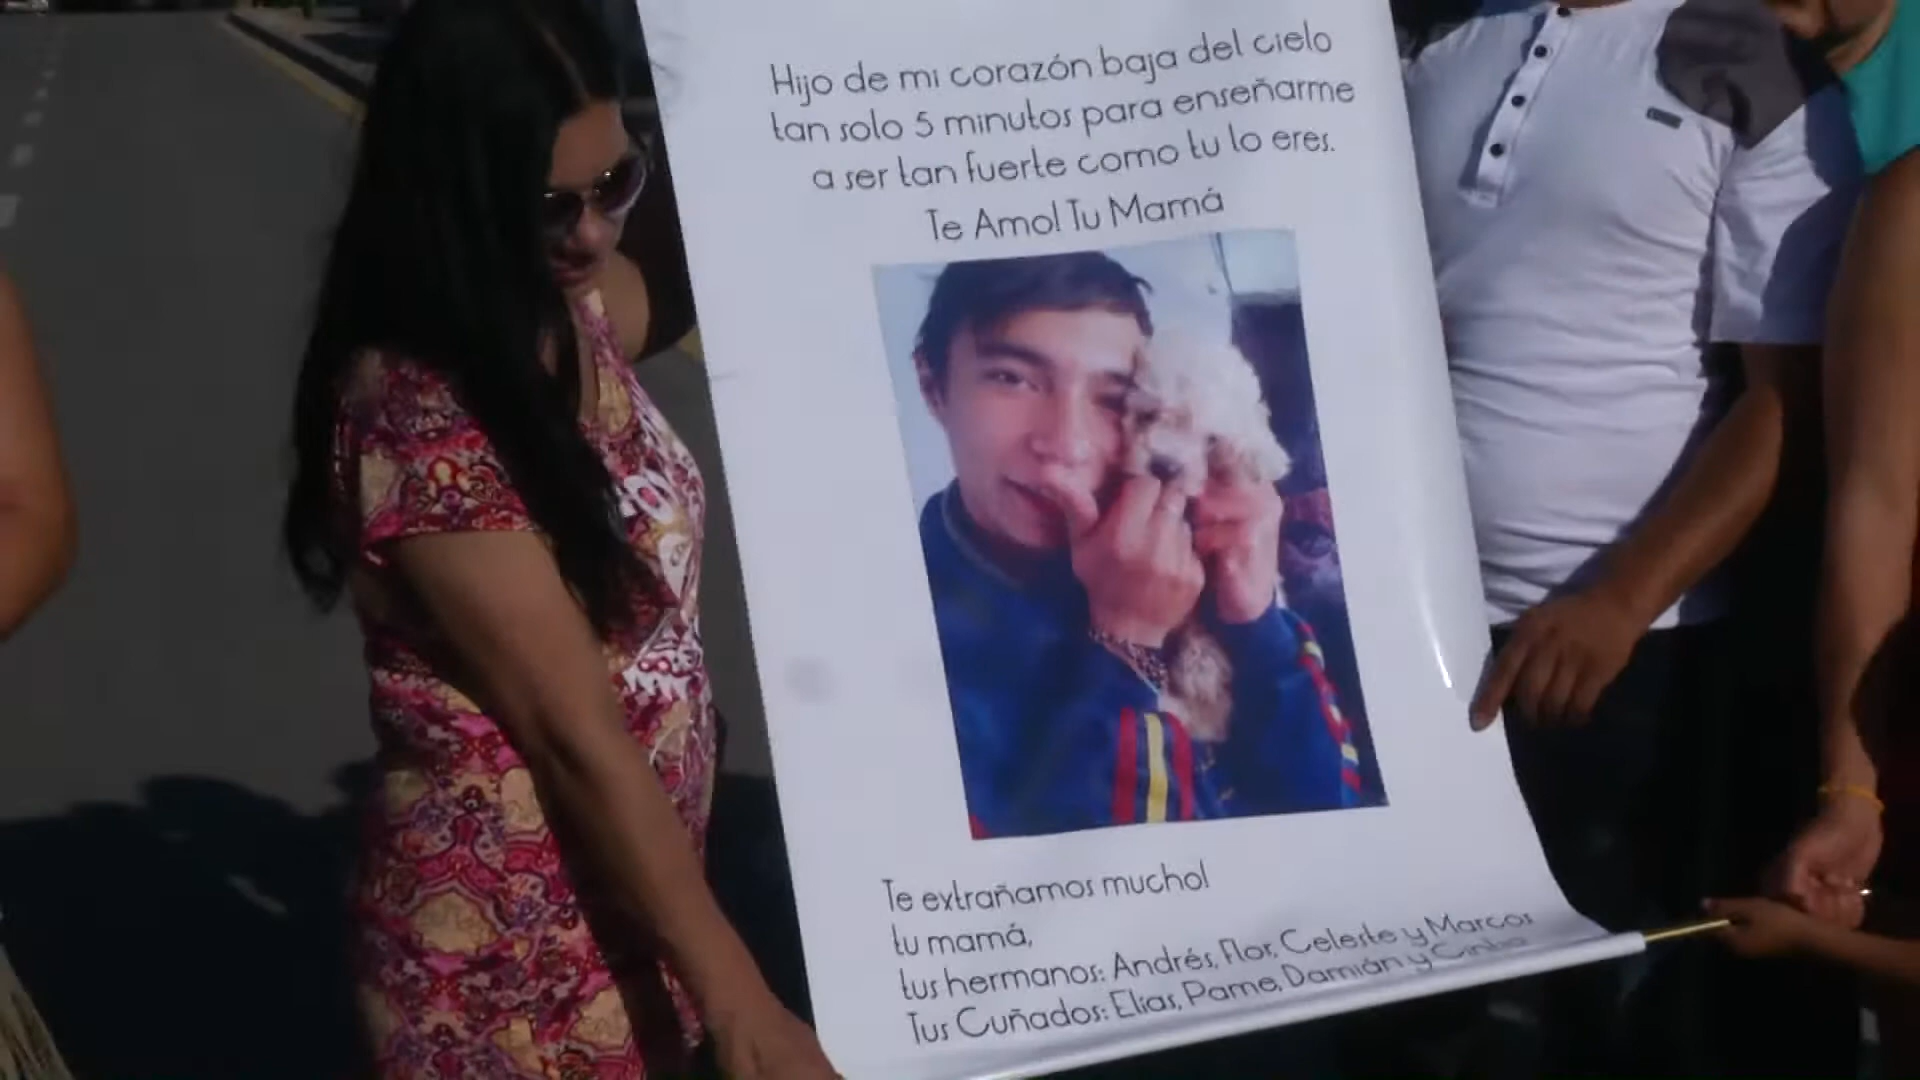 Hijo de mi corazón baja del cielo
tan solo 5 minutos para enseñarme
a ser tan fuerte como tu lo eres.
Te Amo! Tu Mamá
Te extrañamos mucho!
tu mamá,
tus hermanos: Andrés, Flor, Celeste y Marcos
Tus Cuñados: Elias, Pame, Damián y